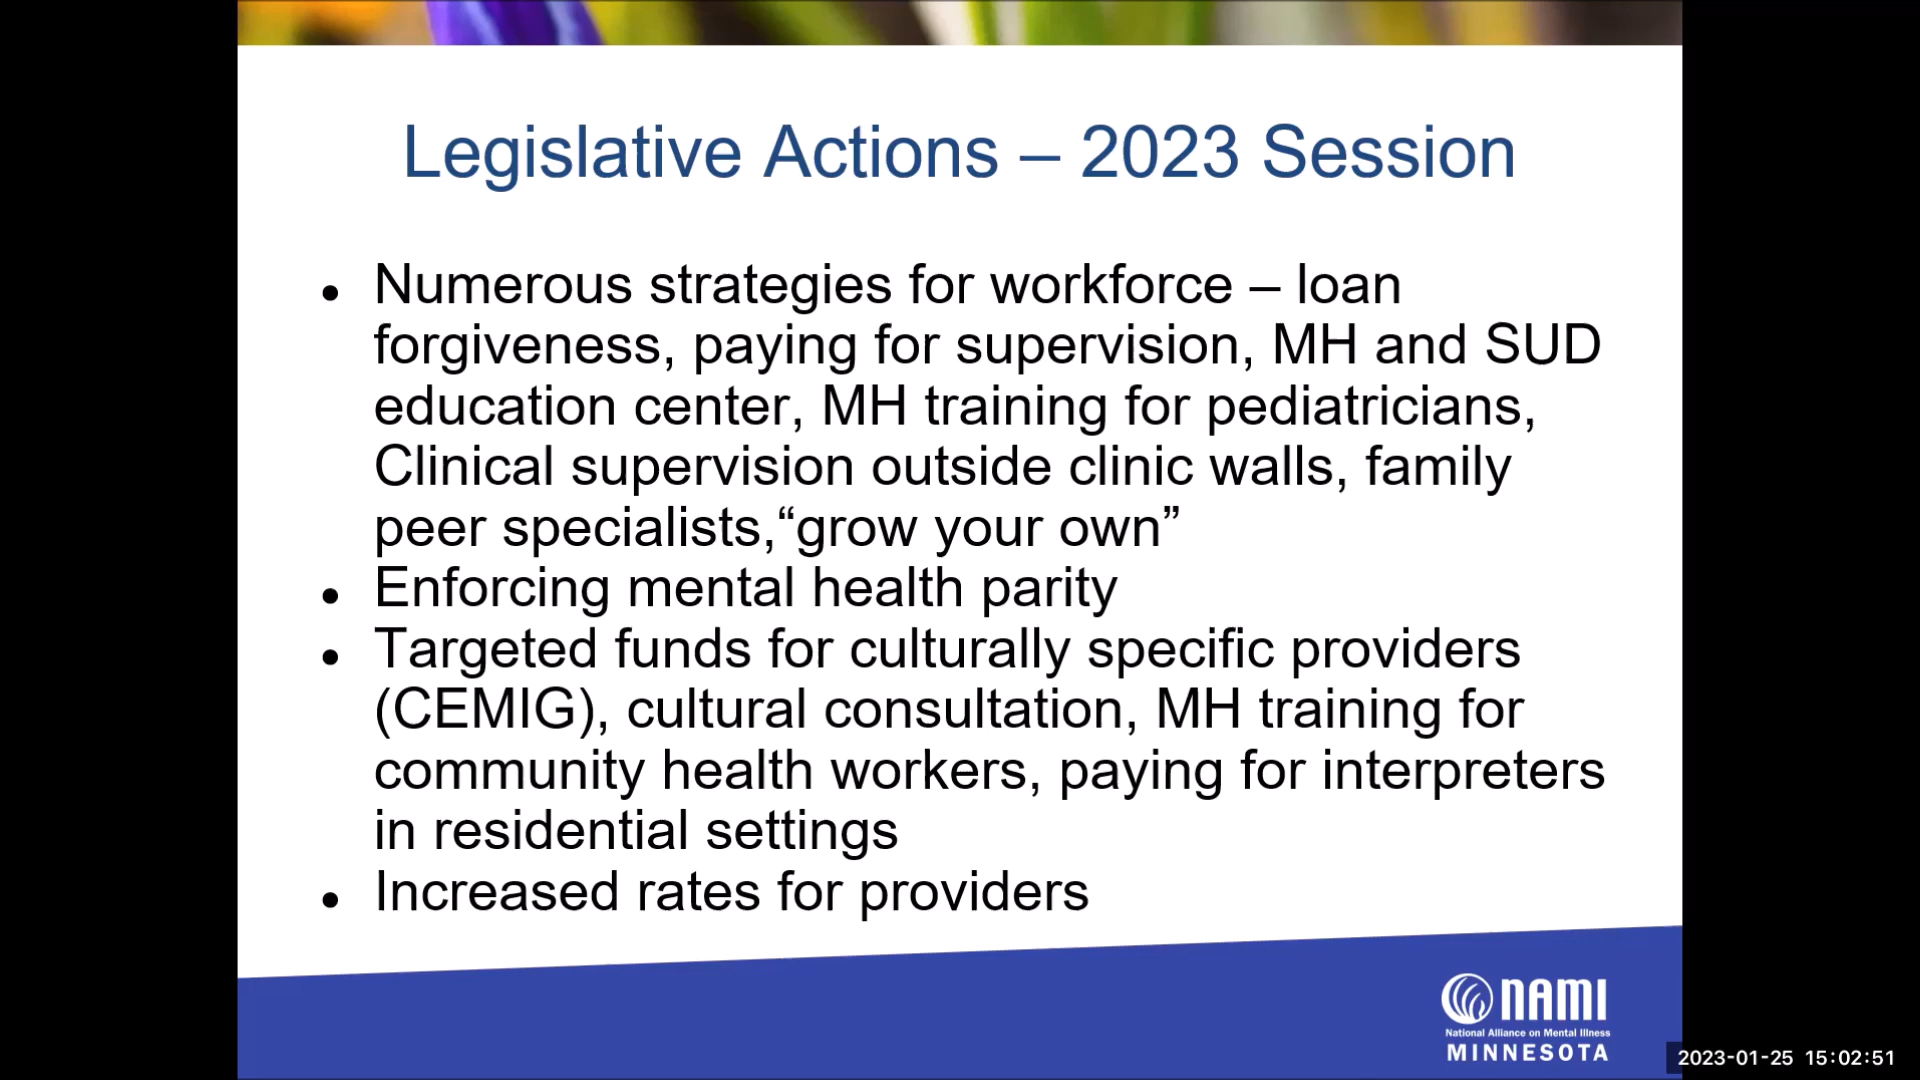 Legislative Actions – 2023 Session
• Numerous strategies for workforce – loan
forgiveness, paying for supervision, MH and SUD
education center, MH training for pediatricians,
Clinical supervision outside clinic walls, family
peer specialists,“grow your own”
• Enforcing mental health parity
• Targeted funds for culturally specific providers
(CEMIG), cultural consultation, MH training for
community health workers, paying for interpreters
in residential settings
• Increased rates for providers
NAMI
National Alliance on Mental Illness
MINNESOTA
2023-01-25 15:02:51